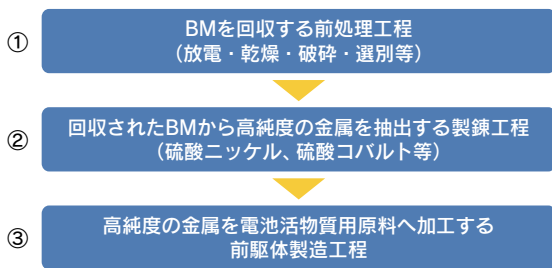 ①
BMを回収する前処理工程
（放電・乾燥・破砕・選別等）
②
回収されたBMから高純度の金属を抽出する製錬工程
（硫酸ニッケル、硫酸コバルト等）
③
高純度の金属を電池活物質用原料へ加工する
前駆体製造工程